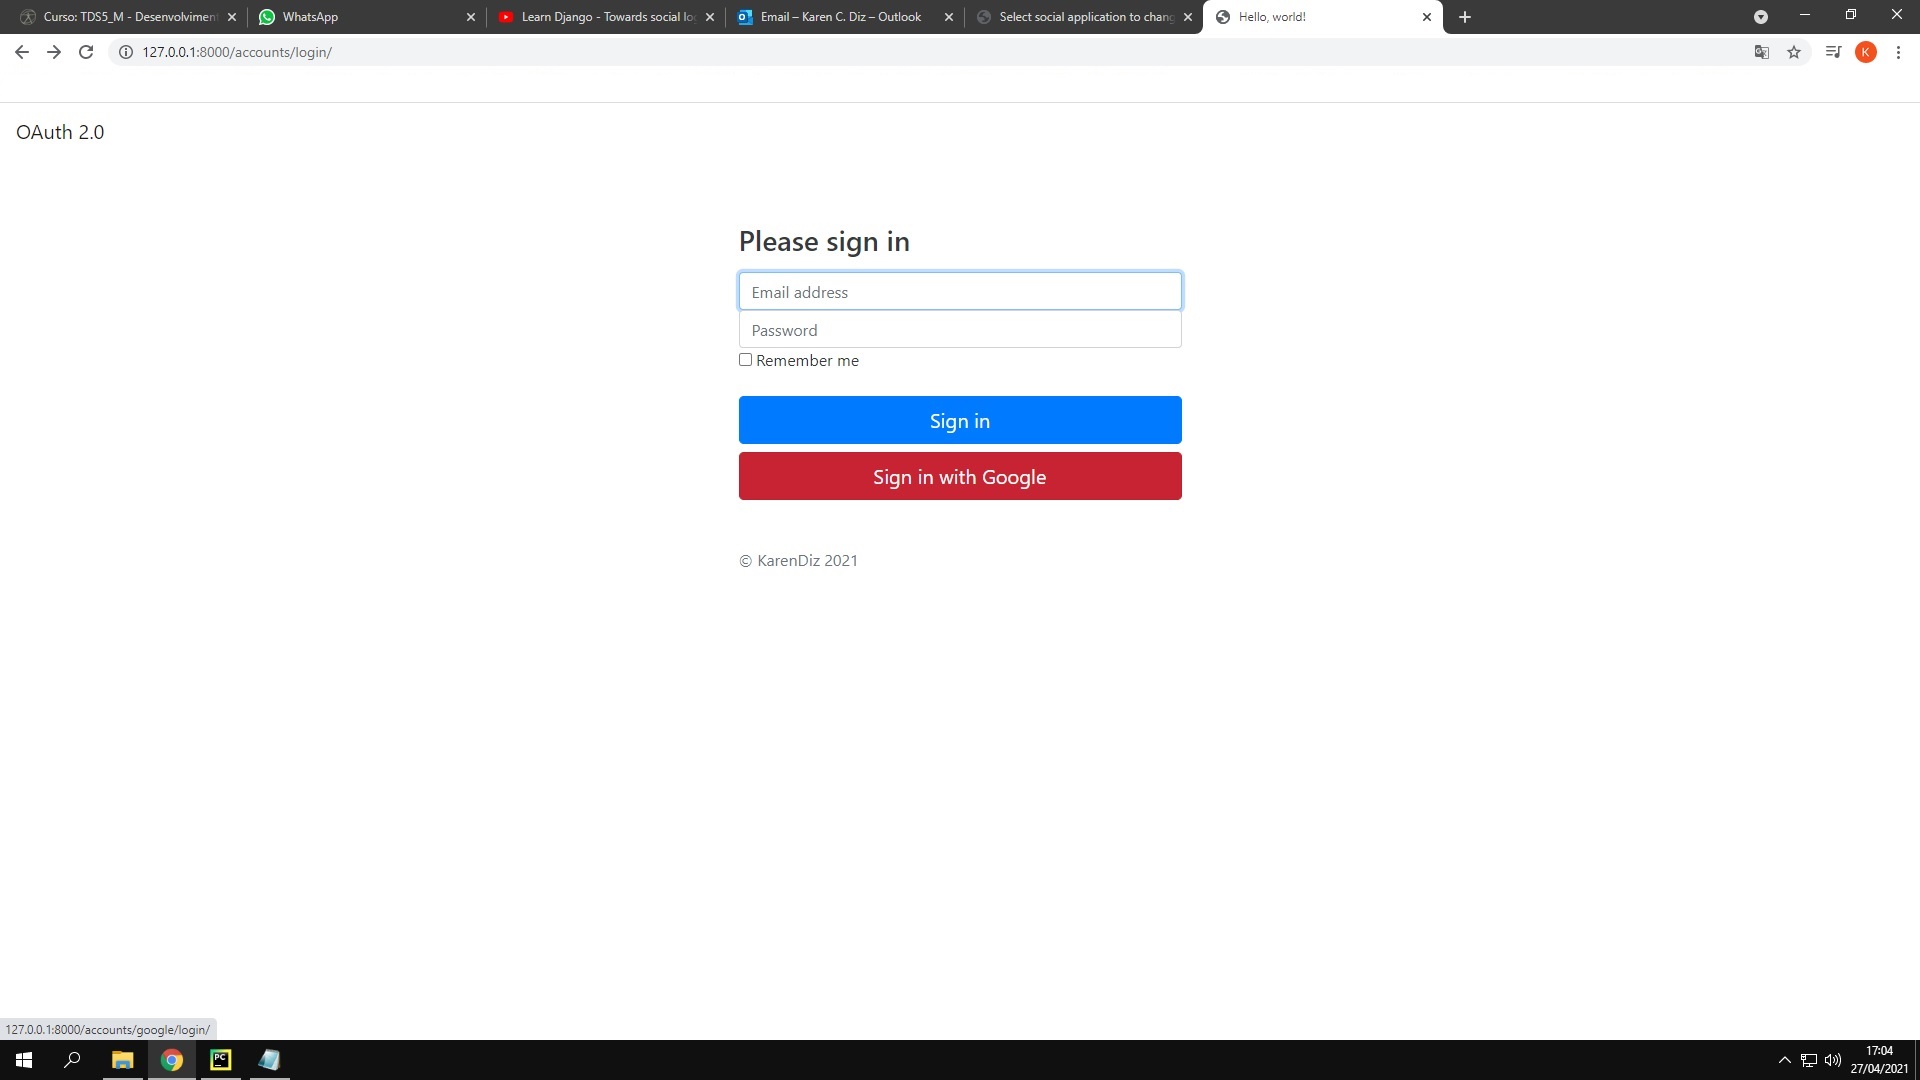 Curso: TDS5_M - Desenvolviment
WhatsApp
Learn Django - Towards social lo
Email – Karen C. Diz – Outlook
Select social application to chang
Hello, world!
127.0.0.1:8000/accounts/login/
K
OAuth 2.0
Please sign in
Email address
Password
Remember me
Sign in
Sign in with Google
© KarenDiz 2021
127.0.0.1:8000/accounts/google/login/
PC
17:04
27/04/2021